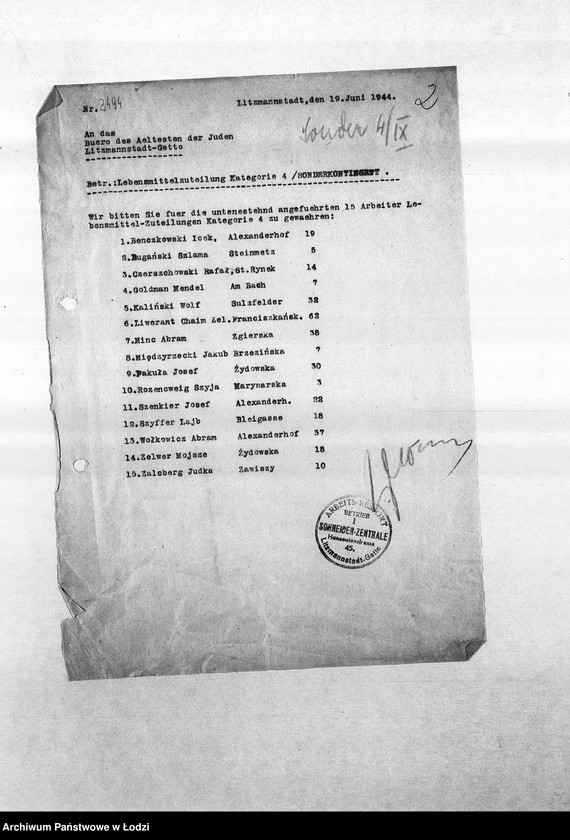 Nr. 2494
Litzmannstadt,den 19.Juni 1944.
2
Sonder 4/IX
An das
Buero des Aeltesten der Juden
Litzmannstadt-Getto
Betr.:Lebensmittelzuteilung Kategorie 4 /SONDERKONTINGENT .
Wir bitten Sie fuer die untenestehnd angefuehrten 15 Arbeiter Le-
bensmittel-Zuteilungen Kategorie 4 zu gewaehren:
1.Benczkowski Icek, Alexanderhof 19
2.Bugański Szlama Steinmetz 5
3.Czerschowski Rafał,St.Rynek 14
4.Goldman Mendel Am Bach 7
5.Kaliński Wolf Sulzfelder 32
6.Liwerant Chaim Zel.Franciszkańsk. 62
7.Minc Abram Zgierska 38
8.Międzyrzecki Jakub Brzezińska 7
9.Pakuła Josef Żydowska 30
10.Rozencweig Szyja Marynarska 3
11.Szenkier Josef Alexanderh. 22
12.Szyffer Lajb Bleigasse 18
13.Wołkowicz Abram Alexanderhof 37
14.Zelwer Mojsze Żydowska 18
15.Zalcberg Judka Zawiszy 10
ARBEITS-RESSORT
BETRIEB
I
SCHNEIDER-ZENTRALE
Hanseatenstrasse
45.
Litzmannstadt-Getto
Archiwum Państwowe w Łodzi